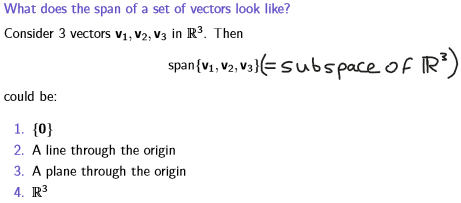 What does the span of a set of vectors look like?
Consider 3 vectors v₁, v₂, v₃ in ℝ³. Then
span{v₁, v₂, v₃}(= subspace of ℝ³)
could be:
1. {0}
2. A line through the origin
3. A plane through the origin
4. ℝ³